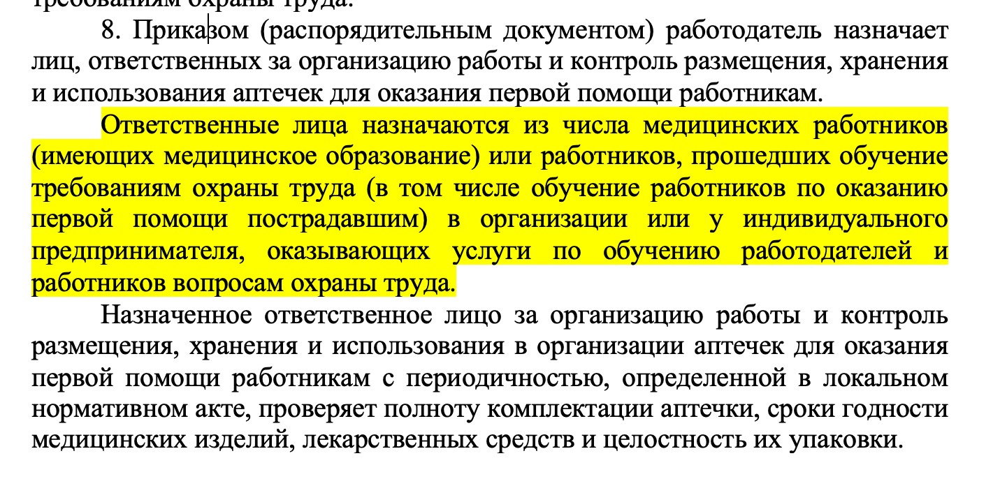 требованиям охраны труда.
8. Приказом (распорядительным документом) работодатель назначает
лиц, ответственных за организацию работы и контроль размещения, хранения
и использования аптечек для оказания первой помощи работникам.
Ответственные лица назначаются из числа медицинских работников
(имеющих медицинское образование) или работников, прошедших обучение
требованиям охраны труда (в том числе обучение работников по оказанию
первой помощи пострадавшим) в организации или у индивидуального
предпринимателя, оказывающих услуги по обучению работодателей и
работников вопросам охраны труда.
Назначенное ответственное лицо за организацию работы и контроль
размещения, хранения и использования в организации аптечек для оказания
первой помощи работникам с периодичностью, определенной в локальном
нормативном акте, проверяет полноту комплектации аптечки, сроки годности
медицинских изделий, лекарственных средств и целостность их упаковки.